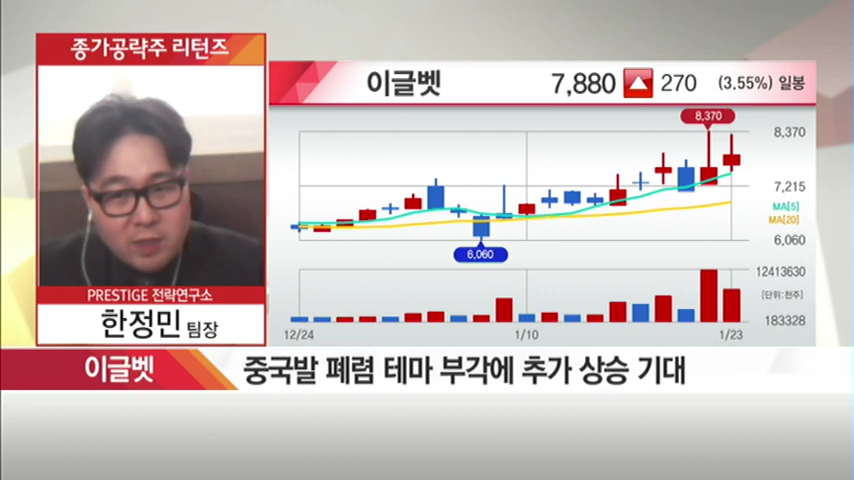 종가공략주 리턴즈
PRESTIGE 전략연구소
한정민 팀장
이글벳 7,880 270 (3.55%) 일봉
8,370
8,370
7,215
MA[5]
MA[20]
6,060
6,060
12413630
[단위:천주]
183328
12/24 1/10 1/23
이글벳 중국발 폐렴 테마 부각에 추가 상승 기대